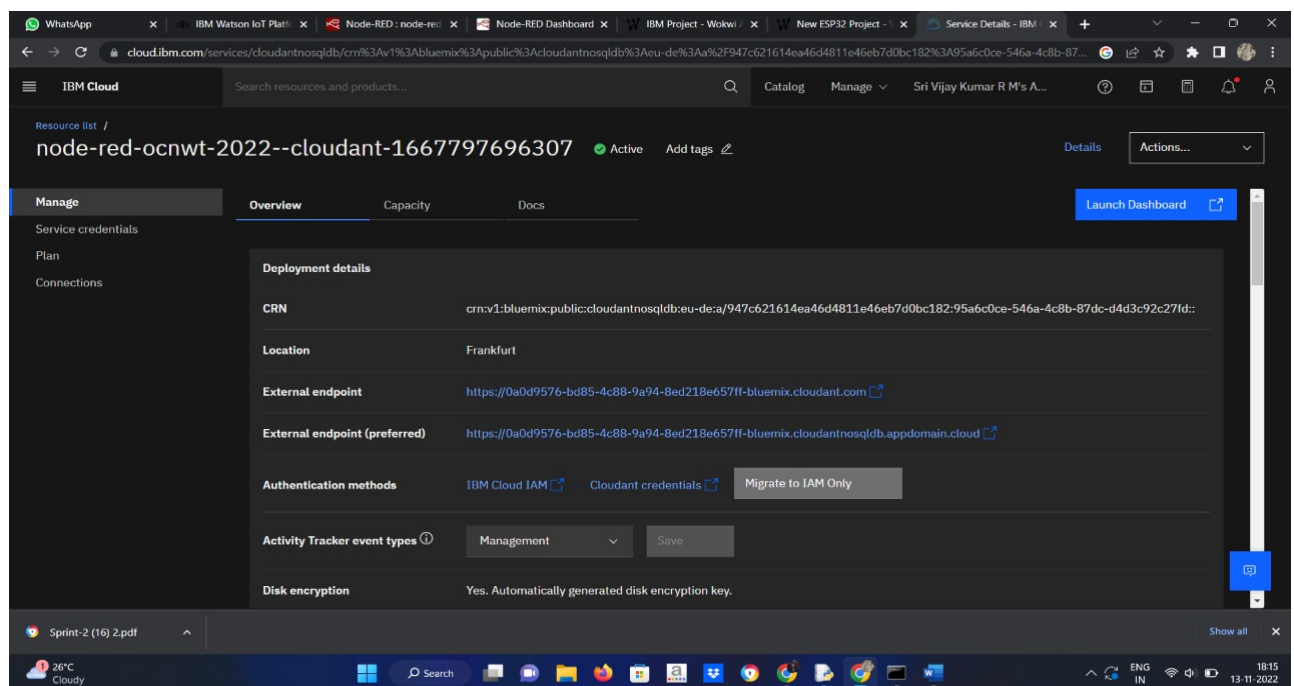 WhatsApp
IBM Watson IoT Platfo
Node-RED : node-red
Node-RED Dashboard
IBM Project - Wokwi
New ESP32 Project -
Service Details - IBM
cloud.ibm.com/services/cloudantnosqldb/crn%3Av1%3Abluemix%3Apublic%3Acloudantnosqldb%3Aeu-de%3Aa%2F947c621614ea46d4811e46eb7d0bc182%3A95a6c0ce-546a-4c8b-87...
IBM Cloud
Search resources and products...
Catalog
Manage
Sri Vijay Kumar R M's A...
Resource list /
node-red-ocnwt-2022--cloudant-1667797696307
Active
Add tags
Details
Actions...
Manage
Service credentials
Plan
Connections
Overview
Capacity
Docs
Launch Dashboard
Deployment details
CRN
crn:v1:bluemix:public:cloudantnosqldb:eu-de:a/947c621614ea46d4811e46eb7d0bc182:95a6c0ce-546a-4c8b-87dc-d4d3c92c27fd::
Location
Frankfurt
External endpoint
https://0a0d9576-bd85-4c88-9a94-8ed218e657ff-bluemix.cloudant.com
External endpoint (preferred)
https://0a0d9576-bd85-4c88-9a94-8ed218e657ff-bluemix.cloudantnosqldb.appdomain.cloud
Authentication methods
IBM Cloud IAM
Cloudant credentials
Migrate to IAM Only
Activity Tracker event types
Management
Save
Disk encryption
Yes. Automatically generated disk encryption key.
Sprint-2 (16) 2.pdf
Show all
1
26°C
Cloudy
Search
ENG
IN
18:15
13-11-2022